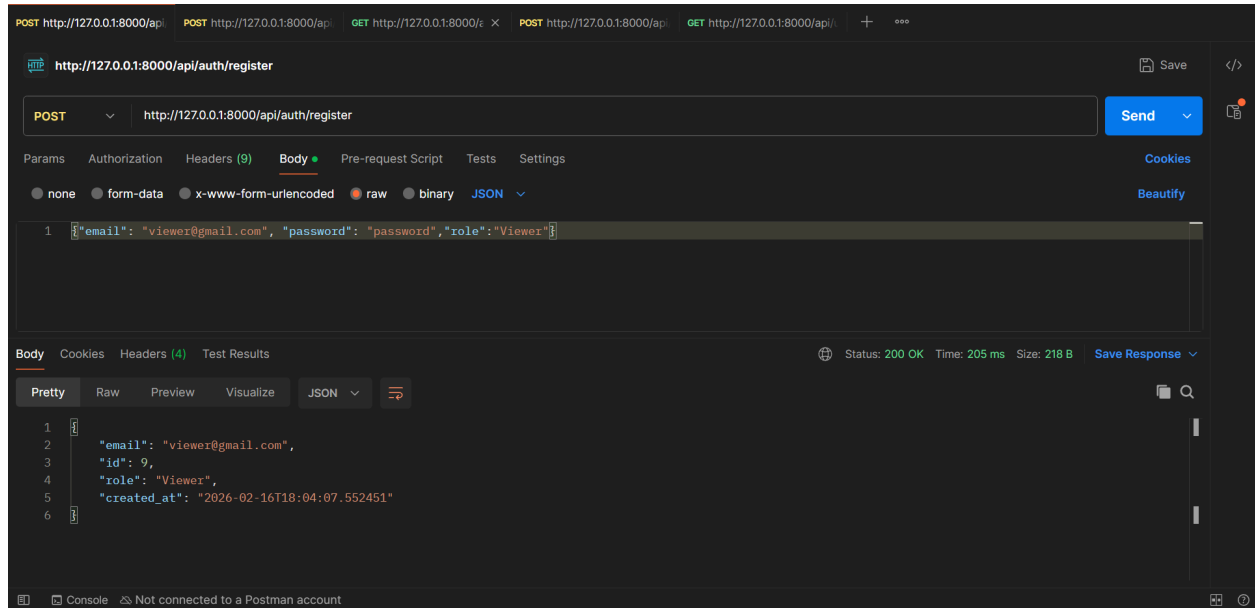 POST http://127.0.0.1:8000/api. POST http://127.0.0.1:8000/api. GET http://127.0.0.1:8000/a POST http://127.0.0.1:8000/api. GET http://127.0.0.1:8000/api/
HTTP http://127.0.0.1:8000/api/auth/register Save </>
POST http://127.0.0.1:8000/api/auth/register Send
Params Authorization Headers (9) Body Pre-request Script Tests Settings Cookies
none form-data x-www-form-urlencoded raw binary JSON Beautify
1 {"email": "viewer@gmail.com", "password": "password","role":"Viewer"}
Body Cookies Headers (4) Test Results Status: 200 OK Time: 205 ms Size: 218 B Save Response
Pretty Raw Preview Visualize JSON
1 {
2 "email": "viewer@gmail.com",
3 "id": 9,
4 "role": "Viewer",
5 "created_at": "2026-02-16T18:04:07.552451"
6 }
Console Not connected to a Postman account